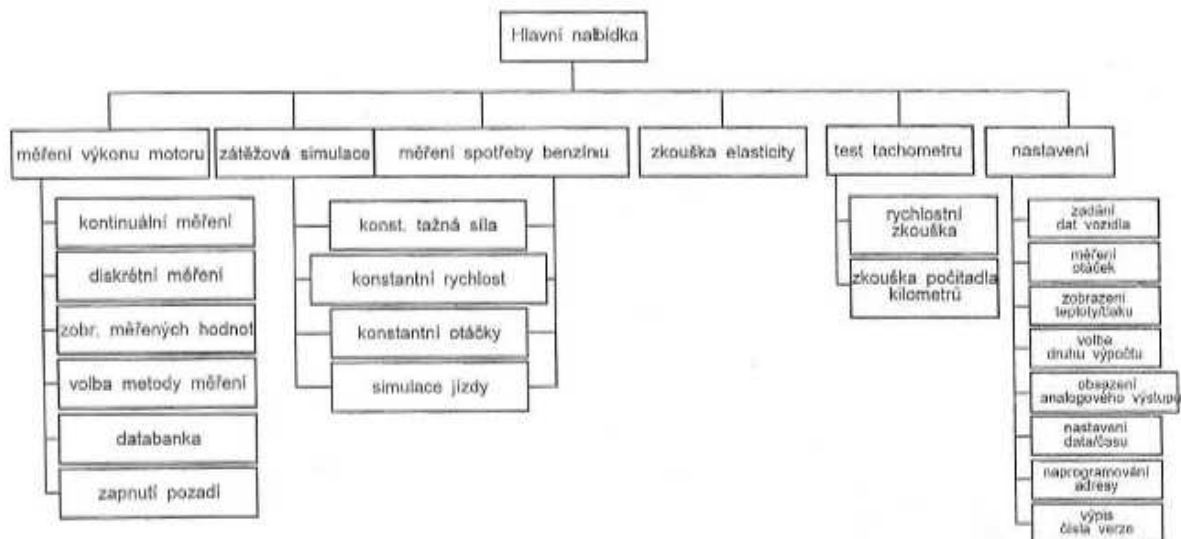 Hlavní nabídka
měření výkonu motoru
zátěžová simulace
měření spotřeby benzínu
zkouška elasticity
test tachometru
nastavení
kontinuální měření
diskrétní měření
zobr. měřených hodnot
volba metody měření
databanka
zapnutí pozadí
konst. tažná síla
konstantní rychlost
konstantní otáčky
simulace jízdy
rychlostní
zkouška
zkouška počítadla
kilometrů
zadání
dat vozidla
měření
otáček
zobrazení
teploty/tlaku
volba
druhu výpočtu
obsazení
analogového výstupu
nastavení
data/času
naprogramování
adresy
výpis
čísla verze